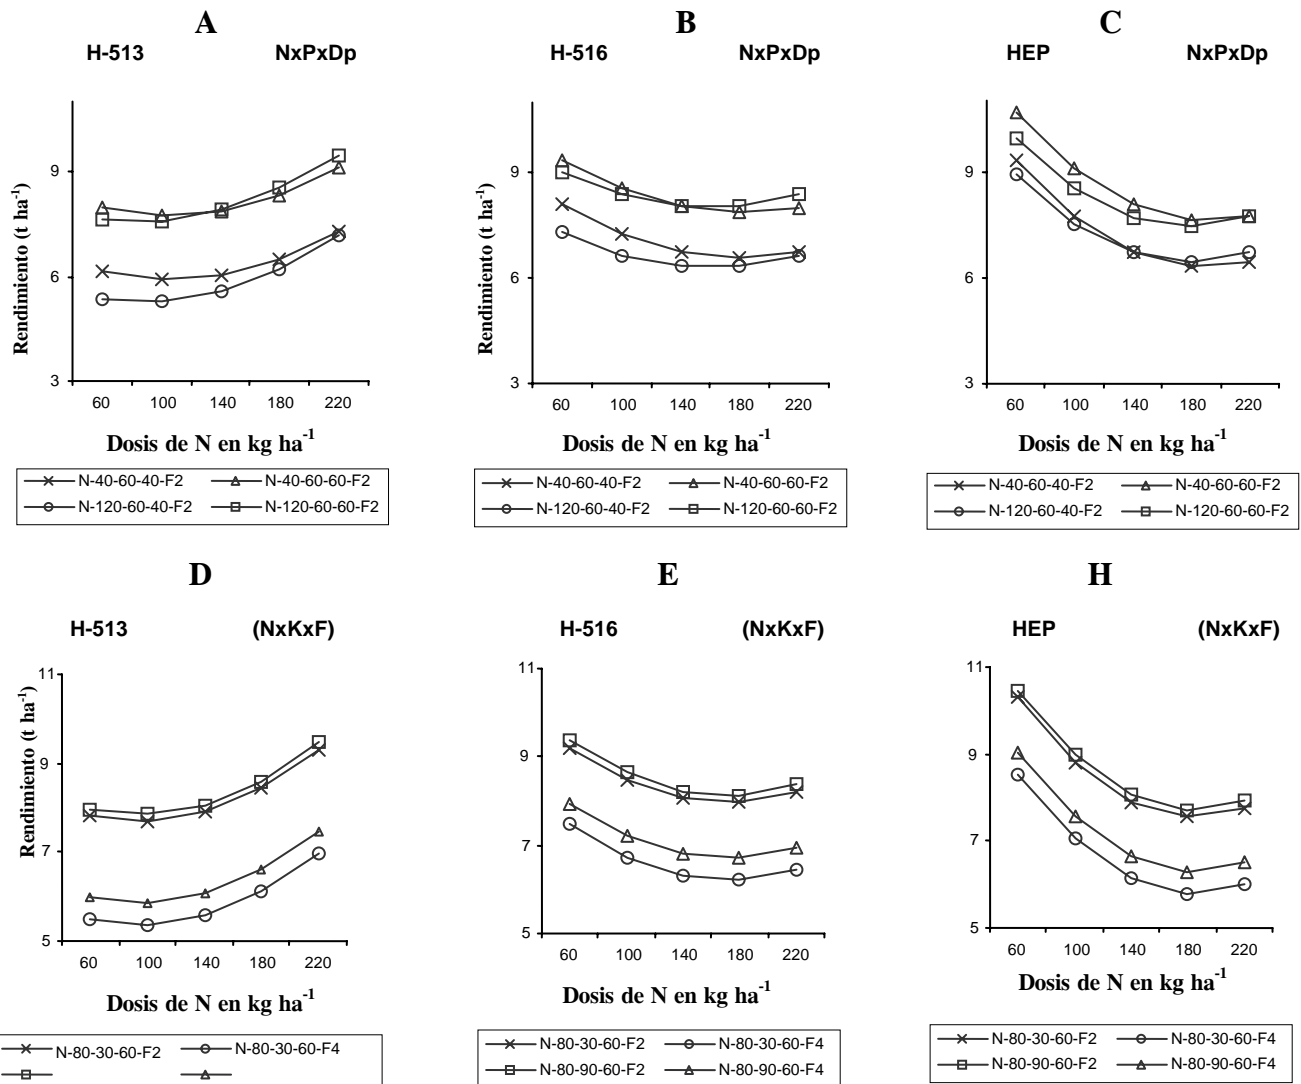 A
H-513 NxPxDp
Rendimiento (t ha-1)
9
6
3
60 100 140 180 220
Dosis de N en kg ha-1
N-40-60-40-F2 N-40-60-60-F2
N-120-60-40-F2 N-120-60-60-F2
B
H-516 NxPxDp
Rendimiento (t ha-1)
9
6
3
60 100 140 180 220
Dosis de N en kg ha-1
N-40-60-40-F2 N-40-60-60-F2
N-120-60-40-F2 N-120-60-60-F2
C
HEP NxPxDp
9
6
3
60 100 140 180 220
Dosis de N en kg ha-1
N-40-60-40-F2 N-40-60-60-F2
N-120-60-40-F2 N-120-60-60-F2
D
H-513 (NxKxF)
Rendimiento (t ha-1)
11
9
7
5
60 100 140 180 220
Dosis de N en kg ha-1
N-80-30-60-F2 N-80-30-60-F4
E
H-516 (NxKxF)
11
9
7
5
60 100 140 180 220
Dosis de N en kg ha-1
N-80-30-60-F2 N-80-30-60-F4
N-80-90-60-F2 N-80-90-60-F4
H
HEP (NxKxF)
11
9
7
5
60 100 140 180 220
Dosis de N en kg ha-1
N-80-30-60-F2 N-80-30-60-F4
N-80-90-60-F2 N-80-90-60-F4